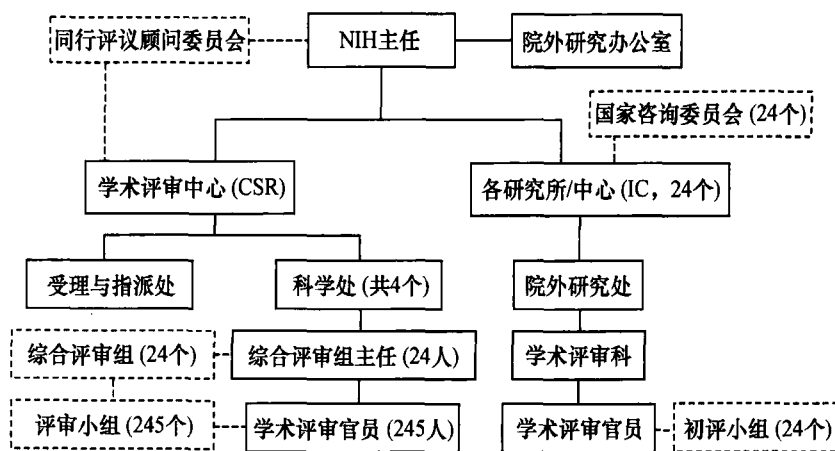 同行评议顾问委员会
NIH主任
院外研究办公室
国家咨询委员会 (24个)
学术评审中心 (CSR)
各研究所/中心 (IC，24个)
受理与指派处
科学处 (共4个)
院外研究处
综合评审组 (24个)
综合评审组主任 (24人)
学术评审科
评审小组 (245个)
学术评审官员 (245人)
学术评审官员
初评小组 (24个)